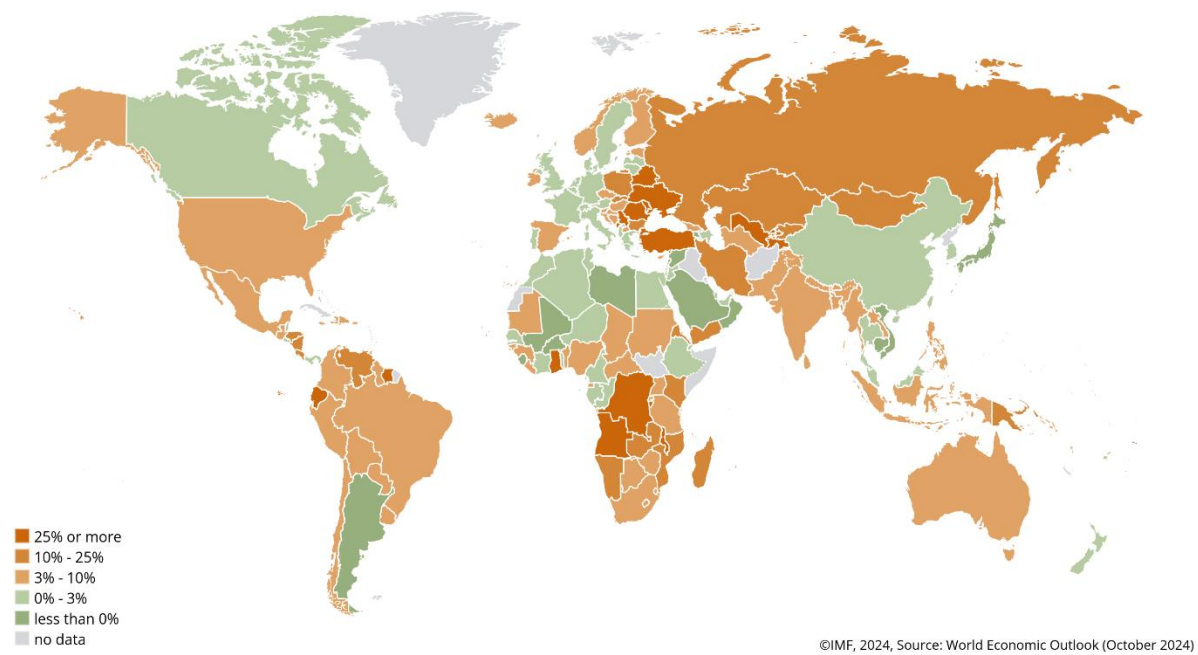 25% or more
10% - 25%
3% - 10%
0% - 3%
less than 0%
no data
©IMF, 2024, Source: World Economic Outlook (October 2024)